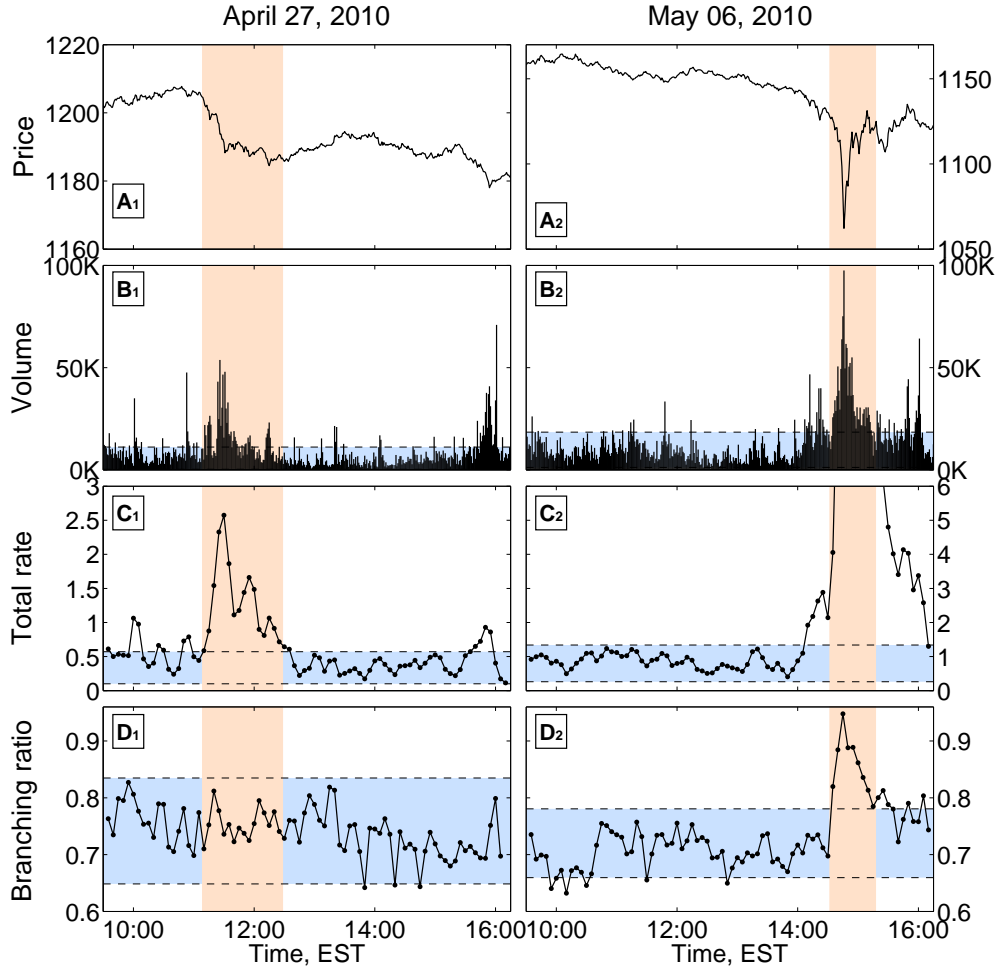 April 27, 2010
May 06, 2010
Price
1220
1200
1180
1160
A1
1150
1100
1050
A2
Volume
100K
50K
0K
B1
100K
50K
0K
B2
Total rate
3
2.5
2
1.5
1
0.5
0
C1
6
5
4
3
2
1
0
C2
Branching ratio
0.9
0.8
0.7
0.6
D1
0.9
0.8
0.7
0.6
D2
10:00
12:00
14:00
16:00
10:00
12:00
14:00
16:00
Time, EST
Time, EST